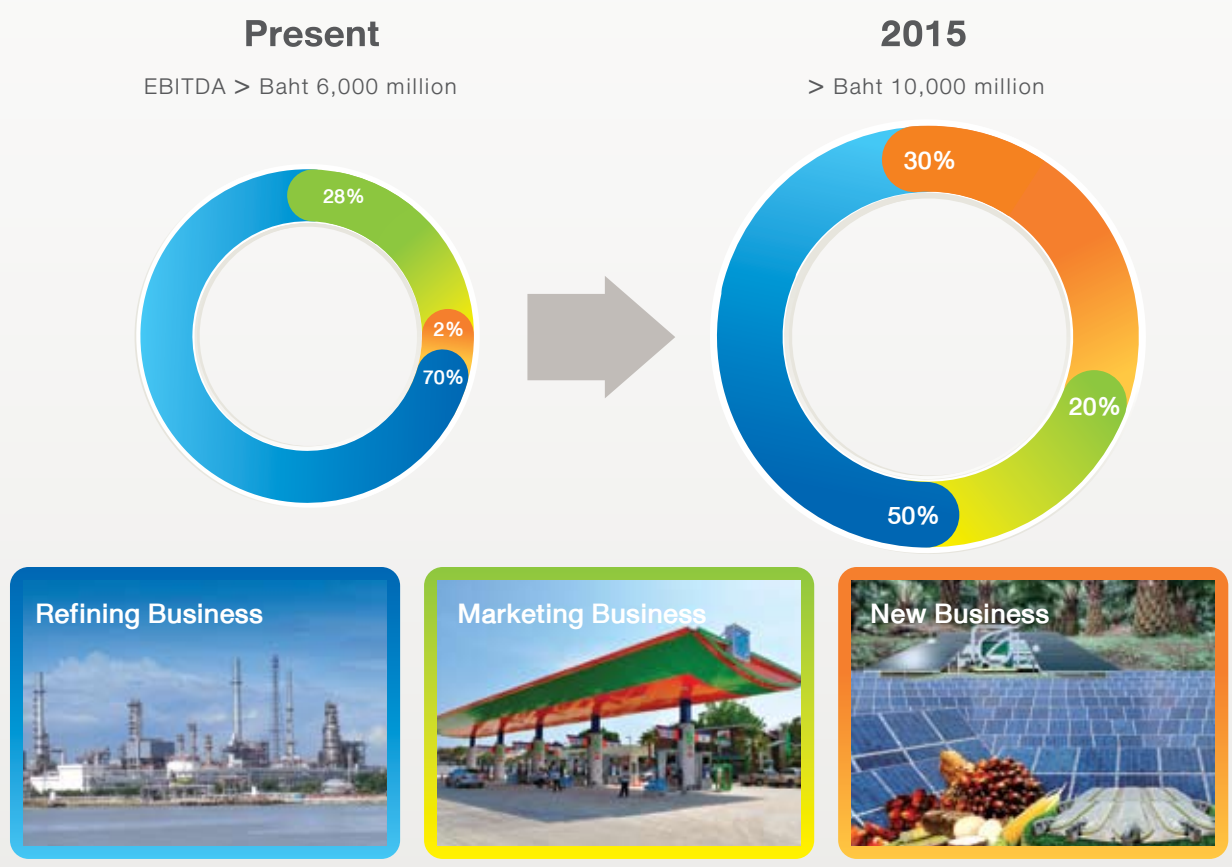 Present
EBITDA > Baht 6,000 million
28%
2%
70%
2015
> Baht 10,000 million
30%
20%
50%
Refining Business
Marketing Business
New Business